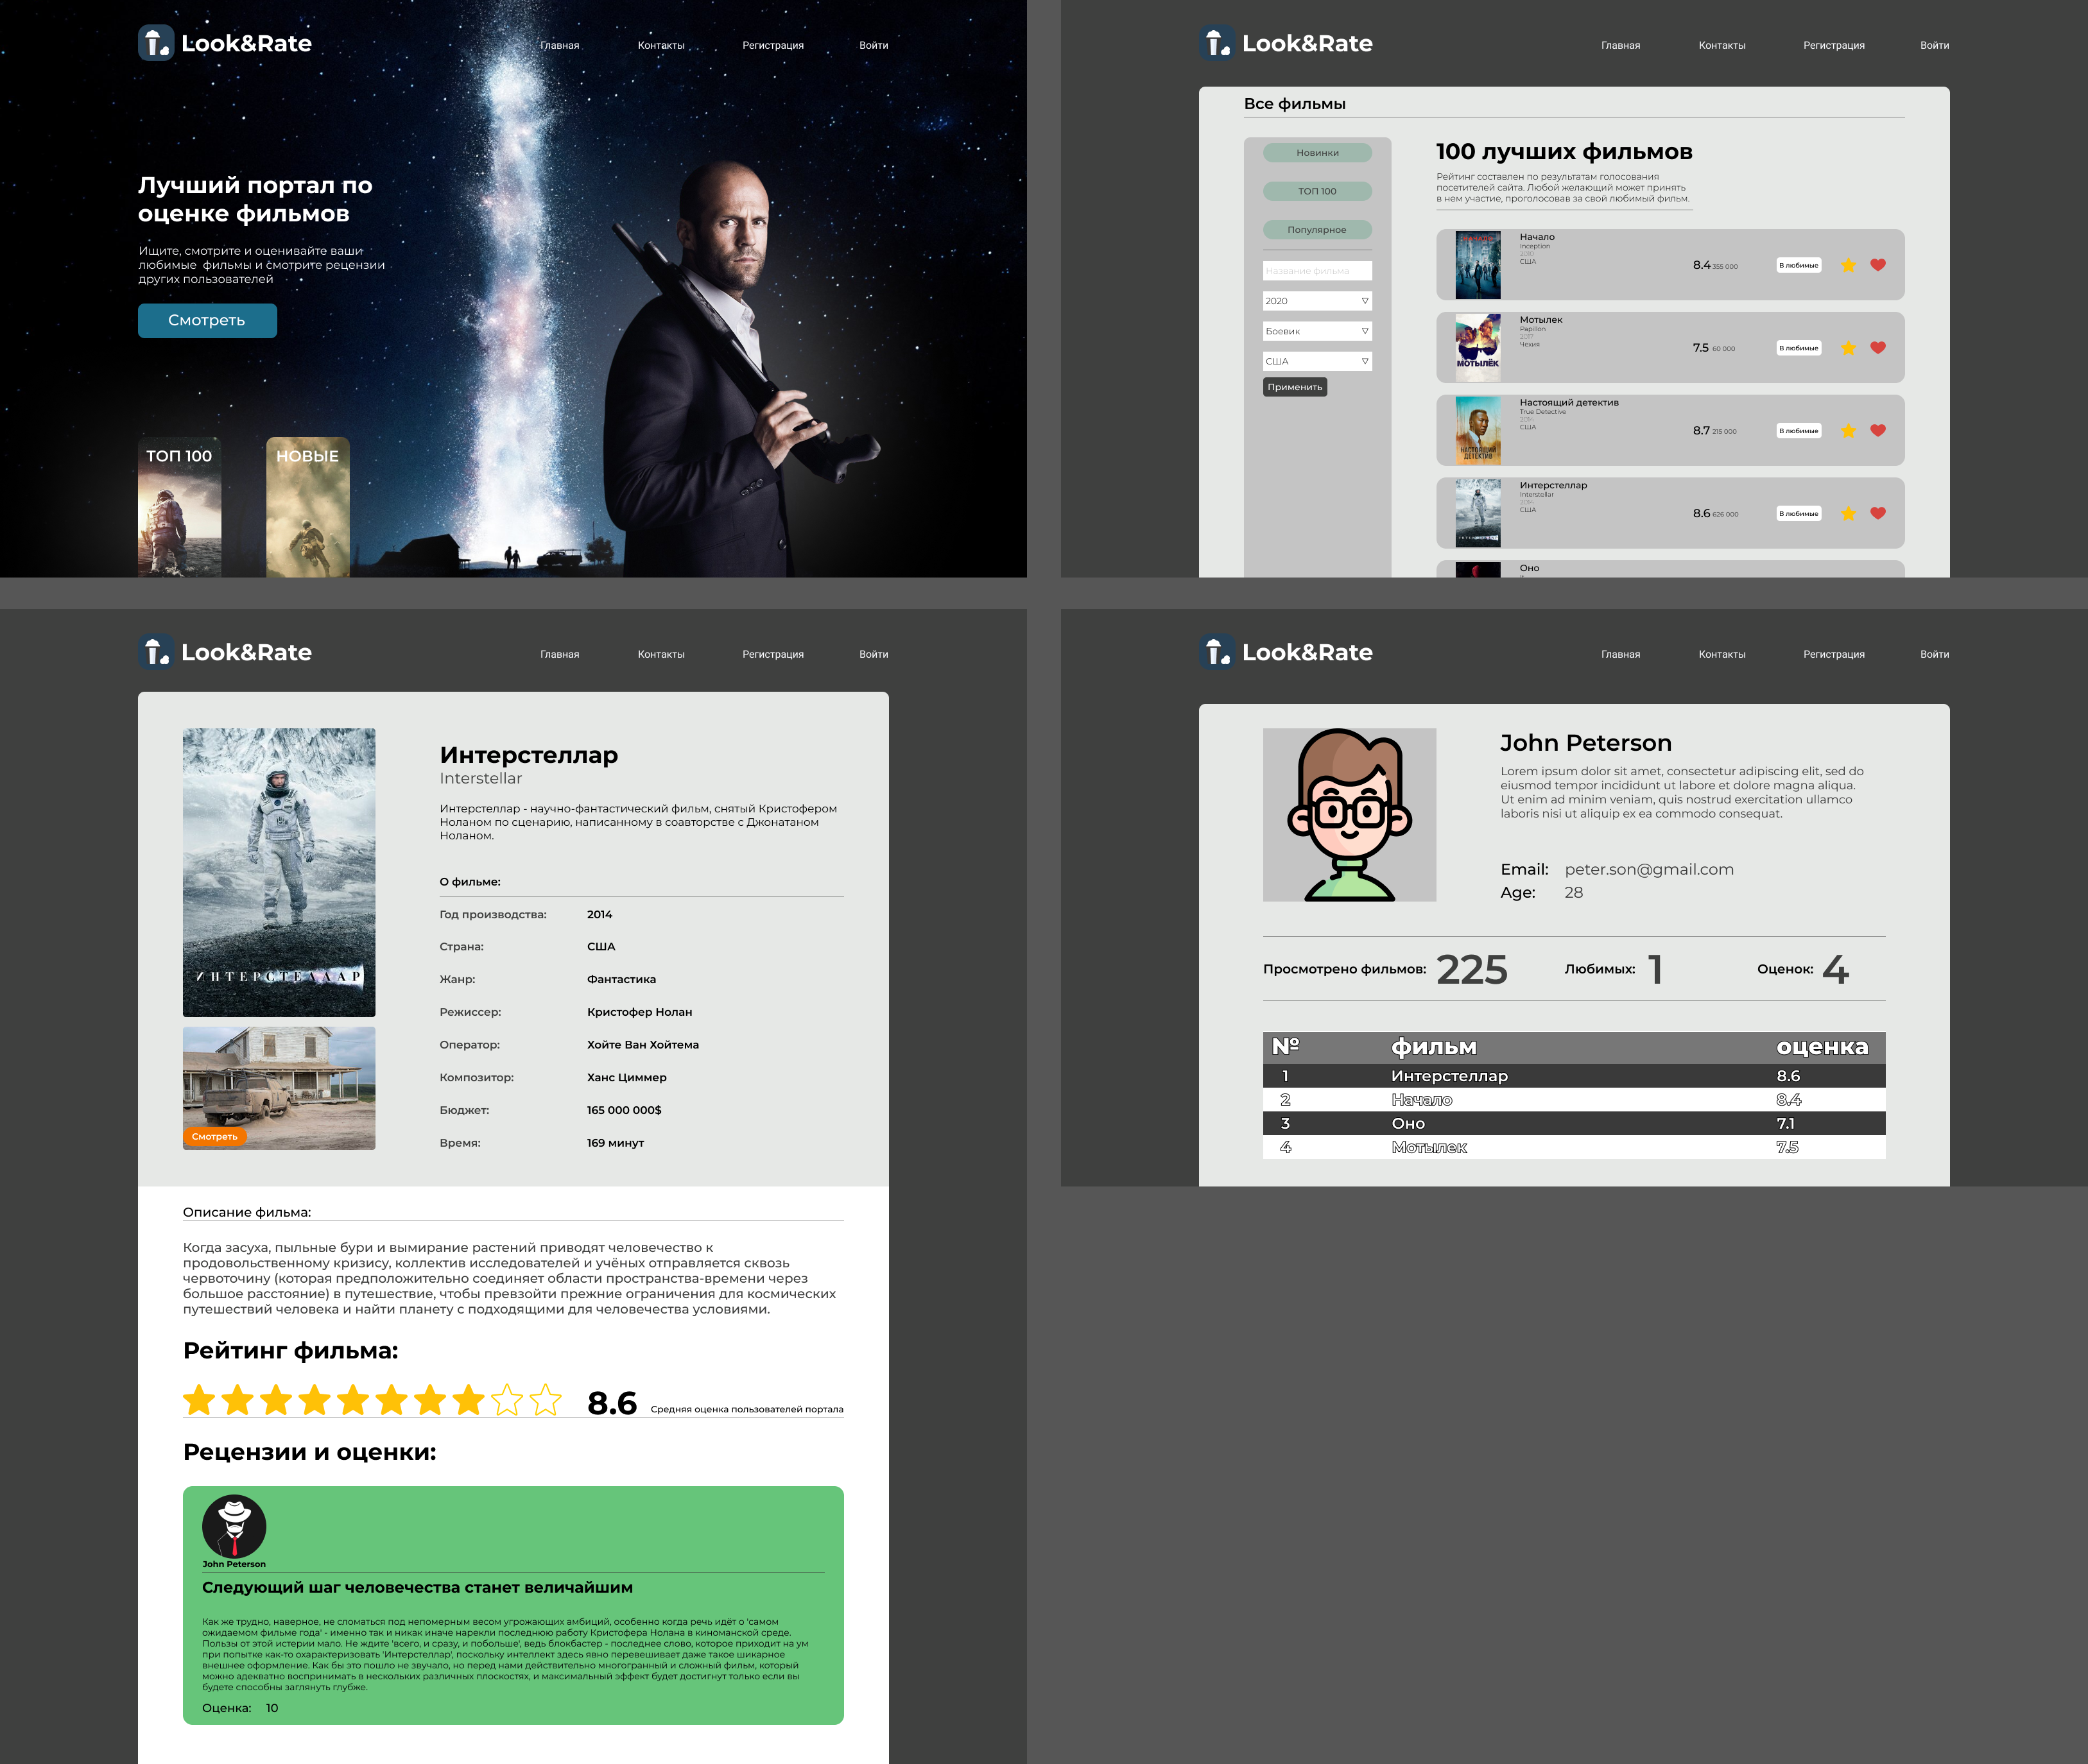 Look&Rate
Главная
Контакты
Регистрация
Войти
Лучший портал по
оценке фильмов
Ищите, смотрите и оценивайте ваши
любимые фильмы и смотрите рецензии
других пользователей
Смотреть
ТОП 100
НОВЫЕ
Look&Rate
Главная
Контакты
Регистрация
Войти
Все фильмы
Новинки
ТОП 100
Популярное
Название фильма
2020
Боевик
США
Применить
100 лучших фильмов
Рейтинг составлен по результатам голосования
посетителей сайта. Любой желающий может принять
в нем участие, проголосовав за свой любимый фильм.
Начало
Inception
2010
США
8.4 355 000
В любимые
МОТЫЛЁК
Мотылек
Papillon
2017
Чехия
7.5 60 000
В любимые
НАСТОЯЩИЙ
ДЕТЕКТИВ
Настоящий детектив
True Detective
2014
США
8.7 215 000
В любимые
Интерстеллар
Interstellar
2014
США
8.6 626 000
В любимые
Оно
Look&Rate
Главная
Контакты
Регистрация
Войти
ИНТЕРСТЕЛЛАР
Смотреть
Интерстеллар
Interstellar
Интерстеллар - научно-фантастический фильм, снятый Кристофером
Ноланом по сценарию, написанному в соавторстве с Джонатаном
Ноланом.
О фильме:
Год производства: 2014
Страна: США
Жанр: Фантастика
Режиссер: Кристофер Нолан
Оператор: Хойте Ван Хойтема
Композитор: Ханс Циммер
Бюджет: 165 000 000$
Время: 169 минут
Описание фильма:
Когда засуха, пыльные бури и вымирание растений приводят человечество к
продовольственному кризису, коллектив исследователей и учёных отправляется сквозь
червоточину (которая предположительно соединяет области пространства-времени через
большое расстояние) в путешествие, чтобы превзойти прежние ограничения для космических
путешествий человека и найти планету с подходящими для человечества условиями.
Рейтинг фильма:
8.6 Средняя оценка пользователей портала
Рецензии и оценки:
John Peterson
Следующий шаг человечества станет величайшим
Как же трудно, наверное, не сломаться под непомерным весом угрожающих амбиций, особенно когда речь идёт о 'самом
ожидаемом фильме года' - именно так и никак иначе нарекли последнюю работу Кристофера Нолана в киноманской среде.
Пользы от этой истерии мало. Не ждите 'всего, и сразу, и побольше', ведь блокбастер - последнее слово, которое приходит на ум
при попытке как-то охарактеризовать 'Интерстеллар', поскольку интеллект здесь явно перевешивает даже такое шикарное
внешнее оформление. Как бы это пошло не звучало, но перед нами действительно многогранный и сложный фильм, который
можно адекватно воспринимать в нескольких различных плоскостях, и максимальный эффект будет достигнут только если вы
будете способны заглянуть глубже.
Оценка: 10
Look&Rate
Главная
Контакты
Регистрация
Войти
John Peterson
Lorem ipsum dolor sit amet, consectetur adipiscing elit, sed do
eiusmod tempor incididunt ut labore et dolore magna aliqua.
Ut enim ad minim veniam, quis nostrud exercitation ullamco
laboris nisi ut aliquip ex ea commodo consequat.
Email: peter.son@gmail.com
Age: 28
Просмотрено фильмов: 225
Любимых: 1
Оценок: 4
№ фильм оценка
1 Интерстеллар 8.6
2 Начало 8.4
3 Оно 7.1
4 Мотылек 7.5